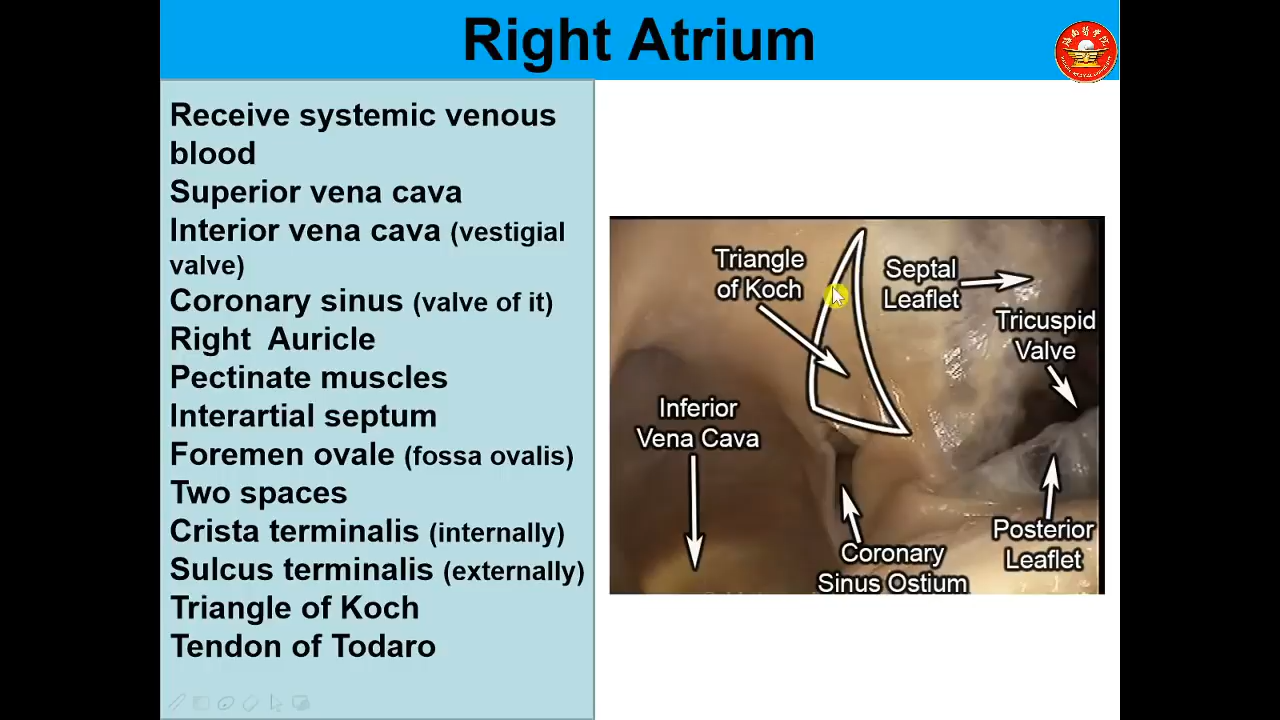 Right Atrium
Receive systemic venous
blood
Superior vena cava
Interior vena cava (vestigial
valve)
Coronary sinus (valve of it)
Right  Auricle
Pectinate muscles
Interartial septum
Foremen ovale (fossa ovalis)
Two spaces
Crista terminalis (internally)
Sulcus terminalis (externally)
Triangle of Koch
Tendon of Todaro
Triangle
of Koch
Septal
Leaflet
Tricuspid
Valve
Inferior
Vena Cava
Posterior
Leaflet
Coronary
Sinus Ostium